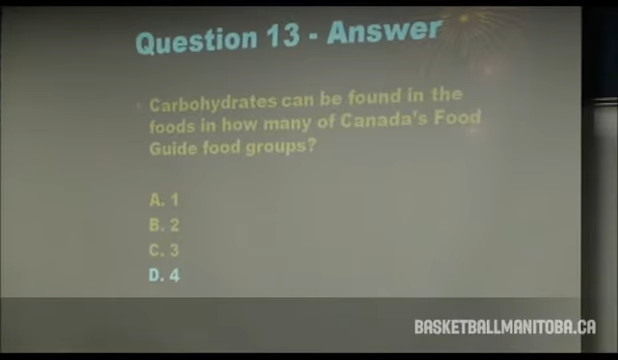 Question 13 - Answer
Carbohydrates can be found in the
foods in how many of Canada's Food
Guide food groups?
A. 1
B. 2
C. 3
D. 4
BASKETBALLMANITOBA.CA